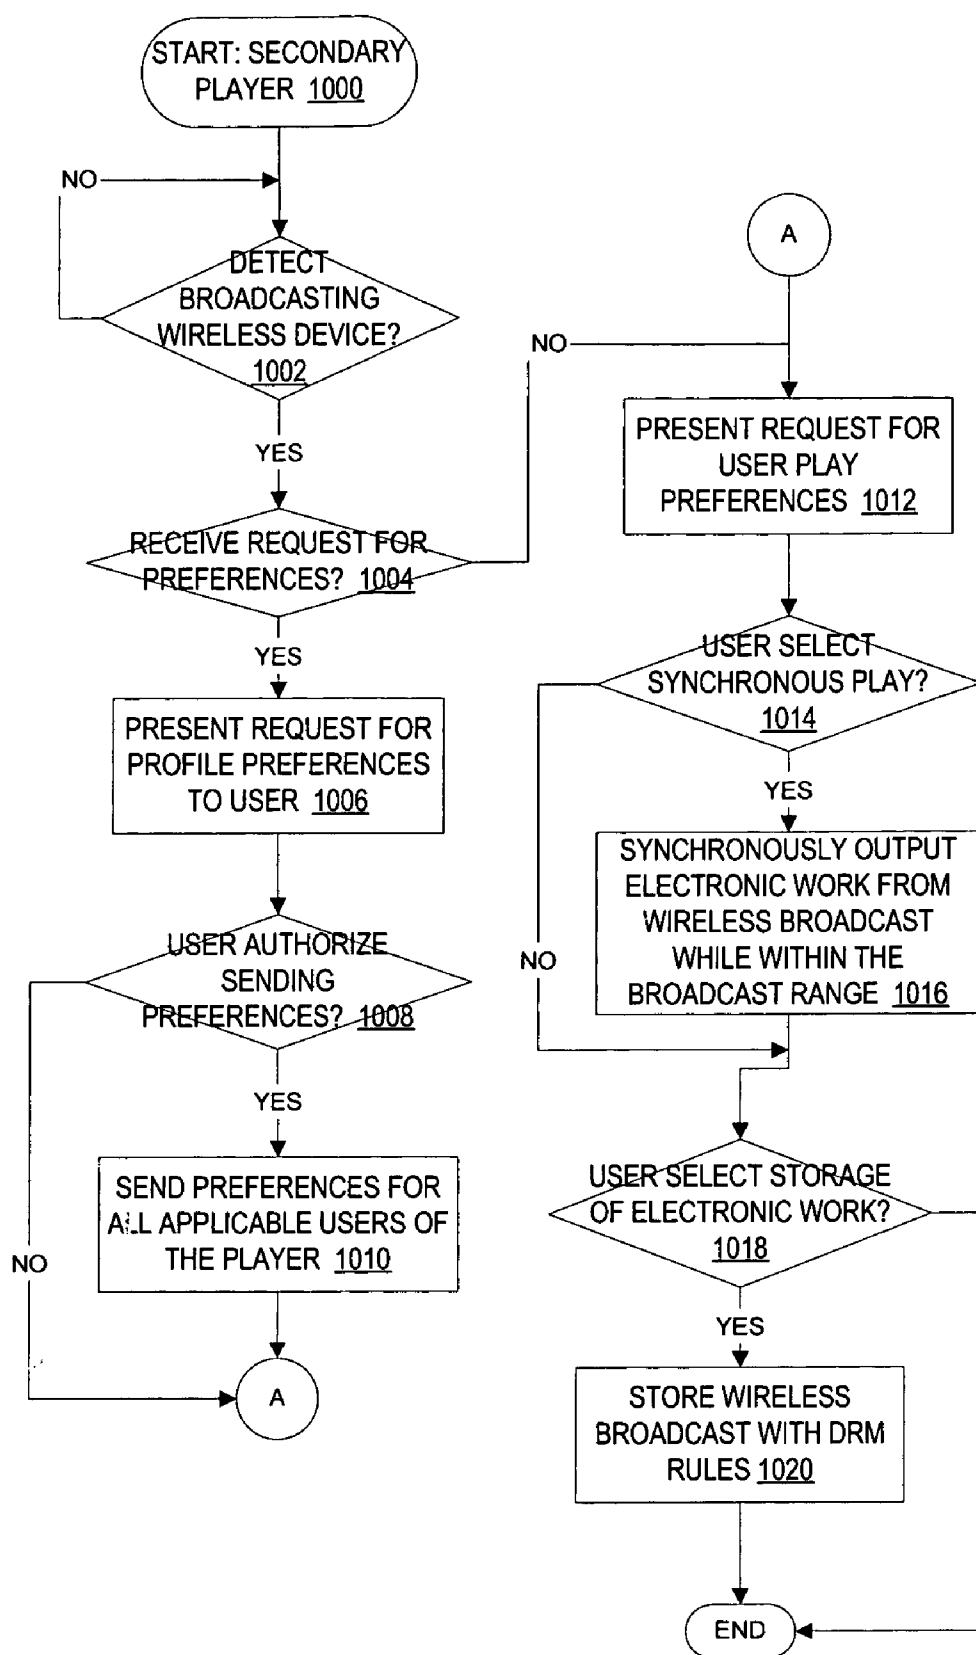 START: SECONDARY
PLAYER 1000
NO
DETECT
BROADCASTING
WIRELESS DEVICE?
1002
YES
RECEIVE REQUEST FOR
PREFERENCES? 1004
YES
PRESENT REQUEST FOR
PROFILE PREFERENCES
TO USER 1006
USER AUTHORIZE
SENDING
PREFERENCES? 1008
YES
SEND PREFERENCES FOR
ALL APPLICABLE USERS OF
THE PLAYER 1010
NO
A
A
NO
PRESENT REQUEST FOR
USER PLAY
PREFERENCES 1012
USER SELECT
SYNCHRONOUS PLAY?
1014
YES
SYNCHRONOUSLY OUTPUT
ELECTRONIC WORK FROM
WIRELESS BROADCAST
WHILE WITHIN THE
BROADCAST RANGE 1016
NO
USER SELECT STORAGE
OF ELECTRONIC WORK?
1018
YES
STORE WIRELESS
BROADCAST WITH DRM
RULES 1020
END